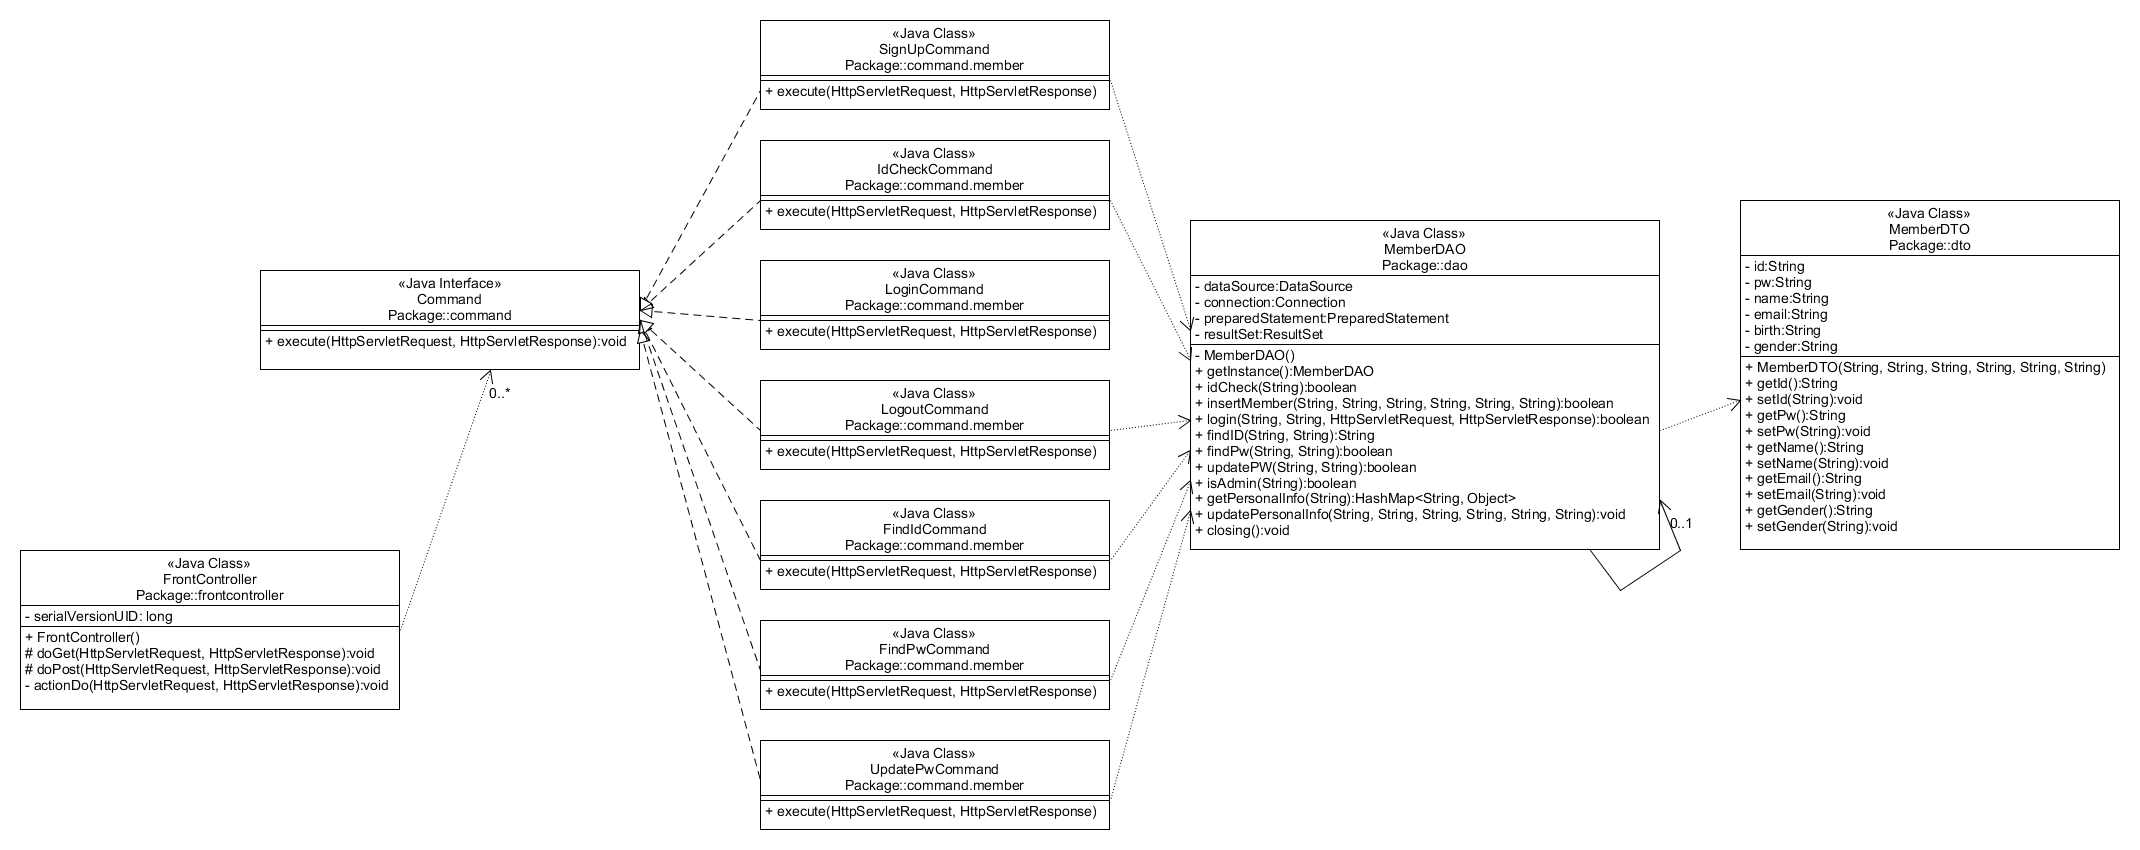 «Java Class»
SignUpCommand
Package::command.member
+ execute(HttpServletRequest, HttpServletResponse)
«Java Class»
IdCheckCommand
Package::command.member
+ execute(HttpServletRequest, HttpServletResponse)
«Java Class»
LoginCommand
Package::command.member
+ execute(HttpServletRequest, HttpServletResponse)
«Java Class»
LogoutCommand
Package::command.member
+ execute(HttpServletRequest, HttpServletResponse)
«Java Class»
FindIdCommand
Package::command.member
+ execute(HttpServletRequest, HttpServletResponse)
«Java Class»
FindPwCommand
Package::command.member
+ execute(HttpServletRequest, HttpServletResponse)
«Java Class»
UpdatePwCommand
Package::command.member
+ execute(HttpServletRequest, HttpServletResponse)
«Java Interface»
Command
Package::command
+ execute(HttpServletRequest, HttpServletResponse):void
0..*
«Java Class»
FrontController
Package::frontcontroller
- serialVersionUID: long
+ FrontController()
# doGet(HttpServletRequest, HttpServletResponse):void
# doPost(HttpServletRequest, HttpServletResponse):void
- actionDo(HttpServletRequest, HttpServletResponse):void
«Java Class»
MemberDAO
Package::dao
- dataSource:DataSource
- connection:Connection
- preparedStatement:PreparedStatement
- resultSet:ResultSet
- MemberDAO()
+ getInstance():MemberDAO
+ idCheck(String):boolean
+ insertMember(String, String, String, String, String, String):boolean
+ login(String, String, HttpServletRequest, HttpServletResponse):boolean
+ findID(String, String):String
+ findPw(String, String):boolean
+ updatePW(String, String):boolean
+ isAdmin(String):boolean
+ getPersonalInfo(String):HashMap<String, Object>
+ updatePersonalInfo(String, String, String, String, String, String):void
+ closing():void
0..1
«Java Class»
MemberDTO
Package::dto
- id:String
- pw:String
- name:String
- email:String
- birth:String
- gender:String
+ MemberDTO(String, String, String, String, String, String)
+ getId():String
+ setId(String):void
+ getPw():String
+ setPw(String):void
+ getName():String
+ setName(String):void
+ getEmail():String
+ setEmail(String):void
+ getGender():String
+ setGender(String):void